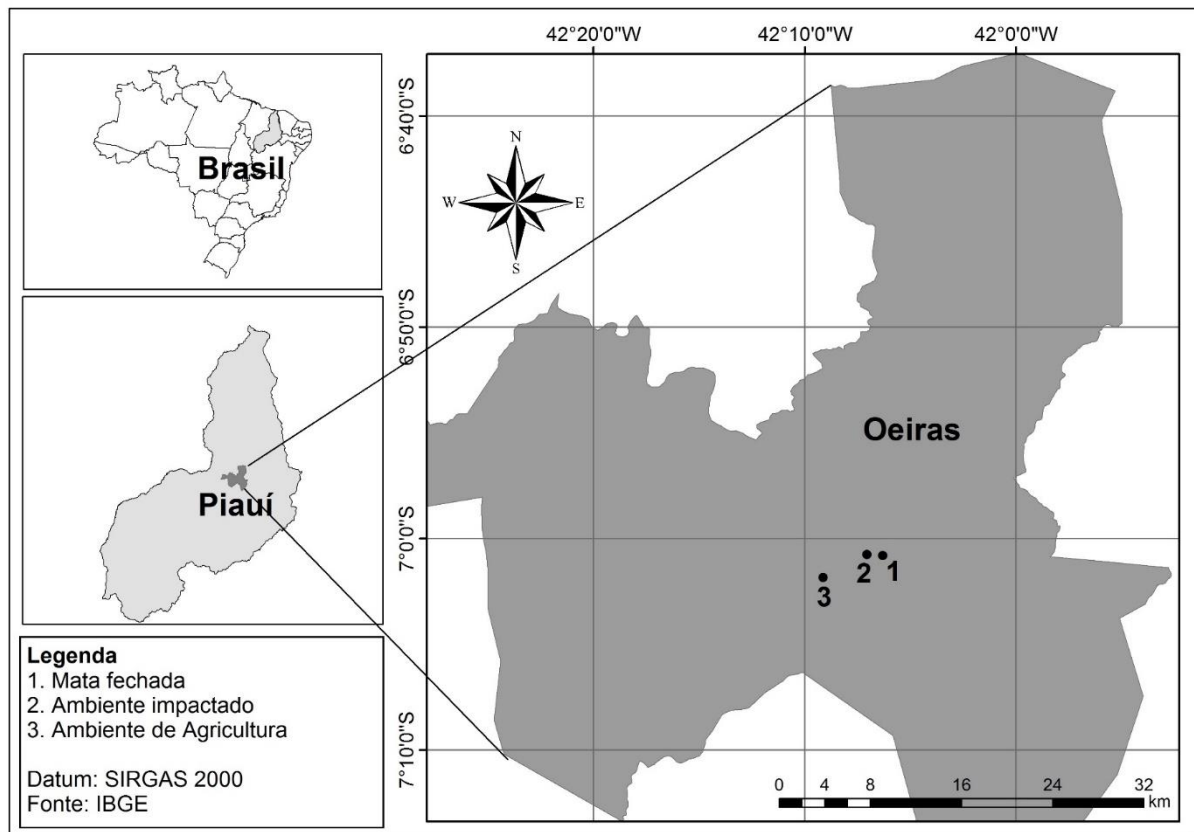 Brasil
Piauí
Legenda
1. Mata fechada
2. Ambiente impactado
3. Ambiente de Agricultura
Datum: SIRGAS 2000
Fonte: IBGE
42°20'0"W 42°10'0"W 42°0'0"W
6°40'0"S
6°50'0"S
7°0'0"S
7°10'0"S
N
W E
S
Oeiras
2 1
3
0 4 8 16 24 32
km